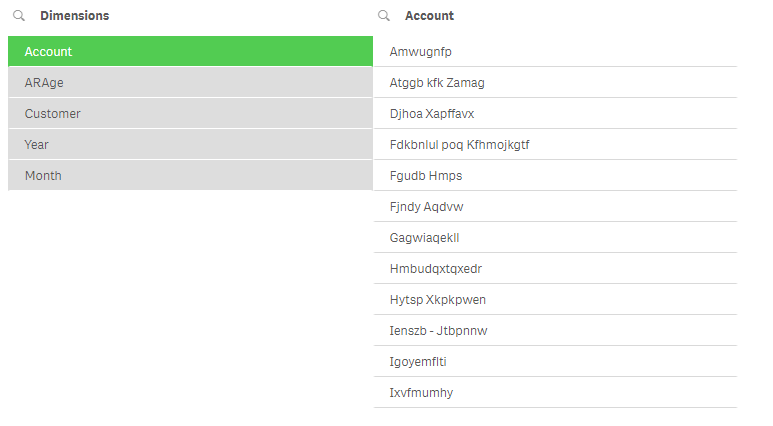 Dimensions
Account
ARAge
Customer
Year
Month
Account
Amwugnfp
Atggb kfk Zamag
Djhoa Xapffavx
Fdkbnlul poq Kfhmojkgtf
Fgudb Hmps
Fjndy Aqdvw
Gagwiaqekll
Hmbudqxtqxedr
Hytsp Xkpkpwen
Ienszb - Jtbpnnw
Igoyemflti
Ixvfmumhy